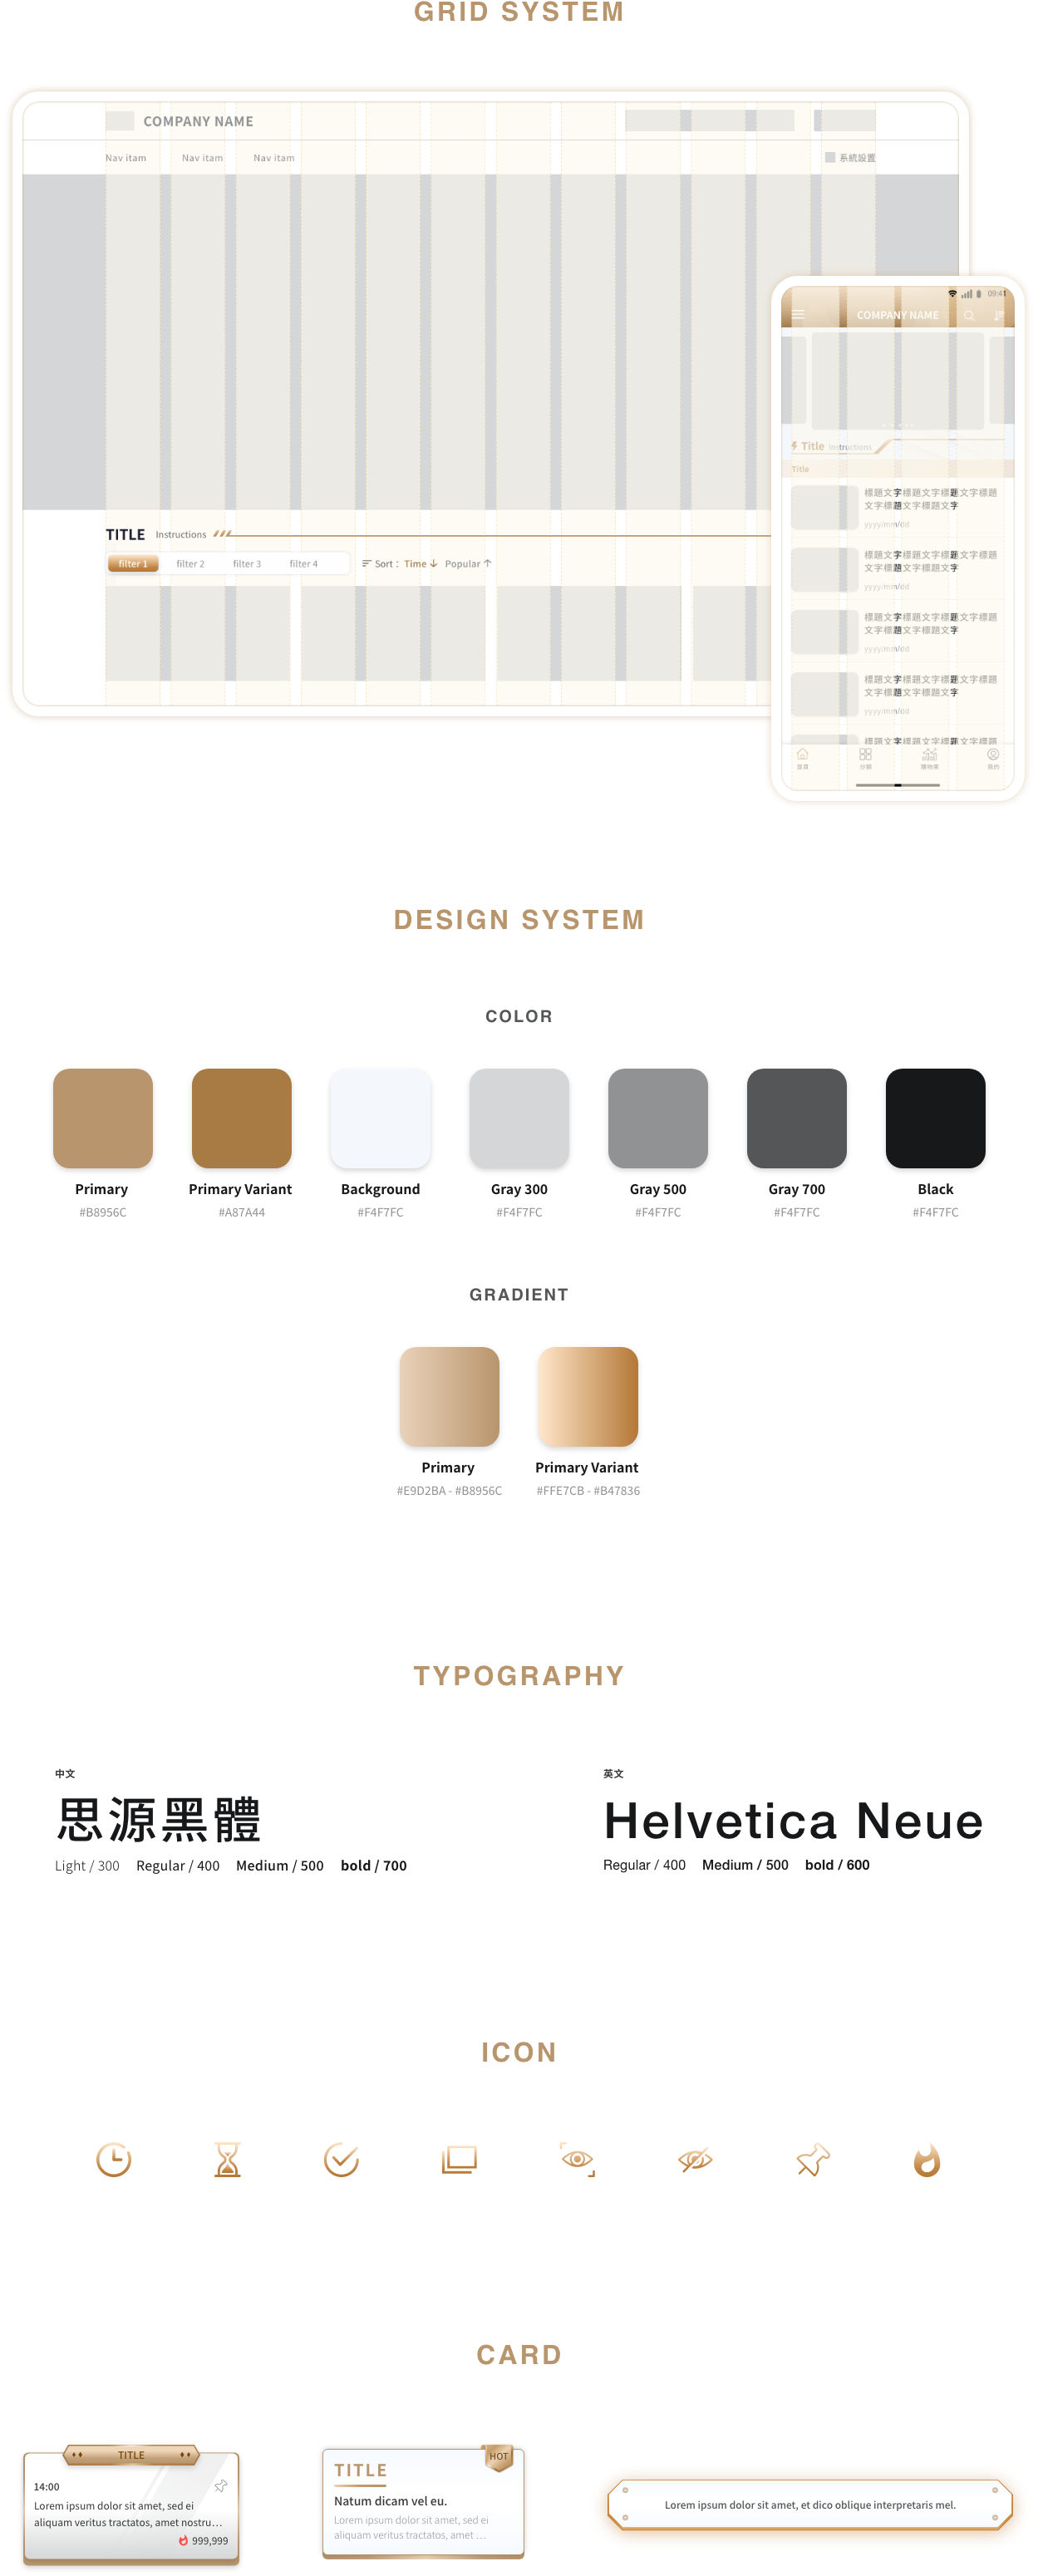 GRID SYSTEM
COMPANY NAME
Nav itam Nav itam Nav itam
系統設置
TITLE Instructions
filter 1 filter 2 filter 3 filter 4
Sort : Time Popular
09:41
COMPANY NAME
Title Instructions
Title
標題文字標題文字標題文字標題
文字標題文字標題文字
yyyy/mm/dd
標題文字標題文字標題文字標題
文字標題文字標題文字
yyyy/mm/dd
標題文字標題文字標題文字標題
文字標題文字標題文字
yyyy/mm/dd
標題文字標題文字標題文字標題
文字標題文字標題文字
yyyy/mm/dd
標題文字標題文字標題文字標題
首頁 我的
DESIGN SYSTEM
COLOR
Primary Primary Variant Background Gray 300 Gray 500 Gray 700 Black
#B8956C #A87A44 #F4F7FC #F4F7FC #F4F7FC #F4F7FC #F4F7FC
GRADIENT
Primary Primary Variant
#E9D2BA - #B8956C #FFE7CB - #B47836
TYPOGRAPHY
中文
思源黑體
Light / 300 Regular / 400 Medium / 500 bold / 700
英文
Helvetica Neue
Regular / 400 Medium / 500 bold / 600
ICON
CARD
TITLE
14:00
Lorem ipsum dolor sit amet, sed ei
aliquam veritus tractatos, amet nostru...
999,999
HOT
TITLE
Natum dicam vel eu.
Lorem ipsum dolor sit amet, sed ei
aliquam veritus tractatos, amet ...
Lorem ipsum dolor sit amet, et dico oblique interpretaris mel.